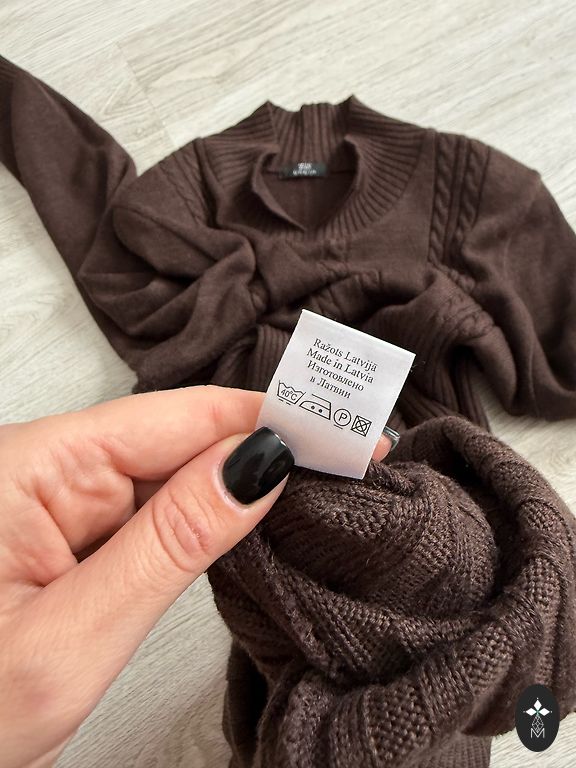 Ražots Latvijā
Made in Latvia
Изготовлено
в Латвии
40°C P